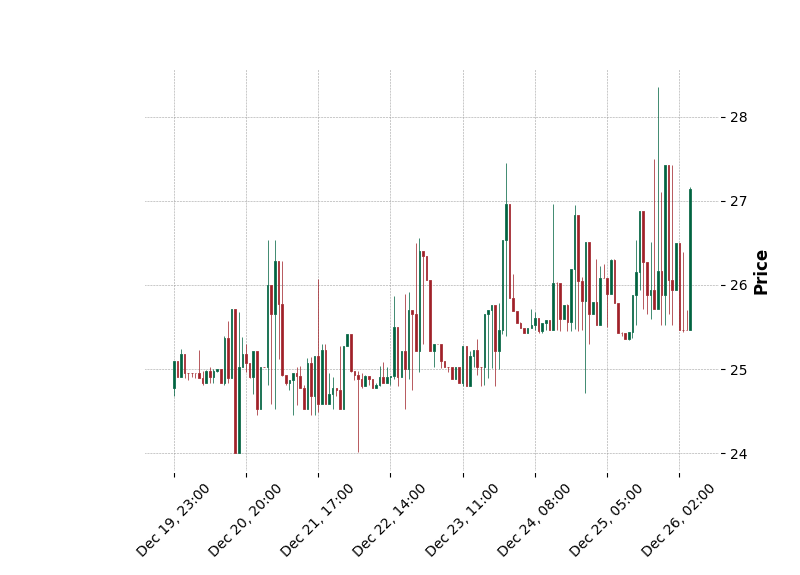 28
27
26
25
24
Price
Dec 19, 23:00
Dec 20, 20:00
Dec 21, 17:00
Dec 22, 14:00
Dec 23, 11:00
Dec 24, 08:00
Dec 25, 05:00
Dec 26, 02:00